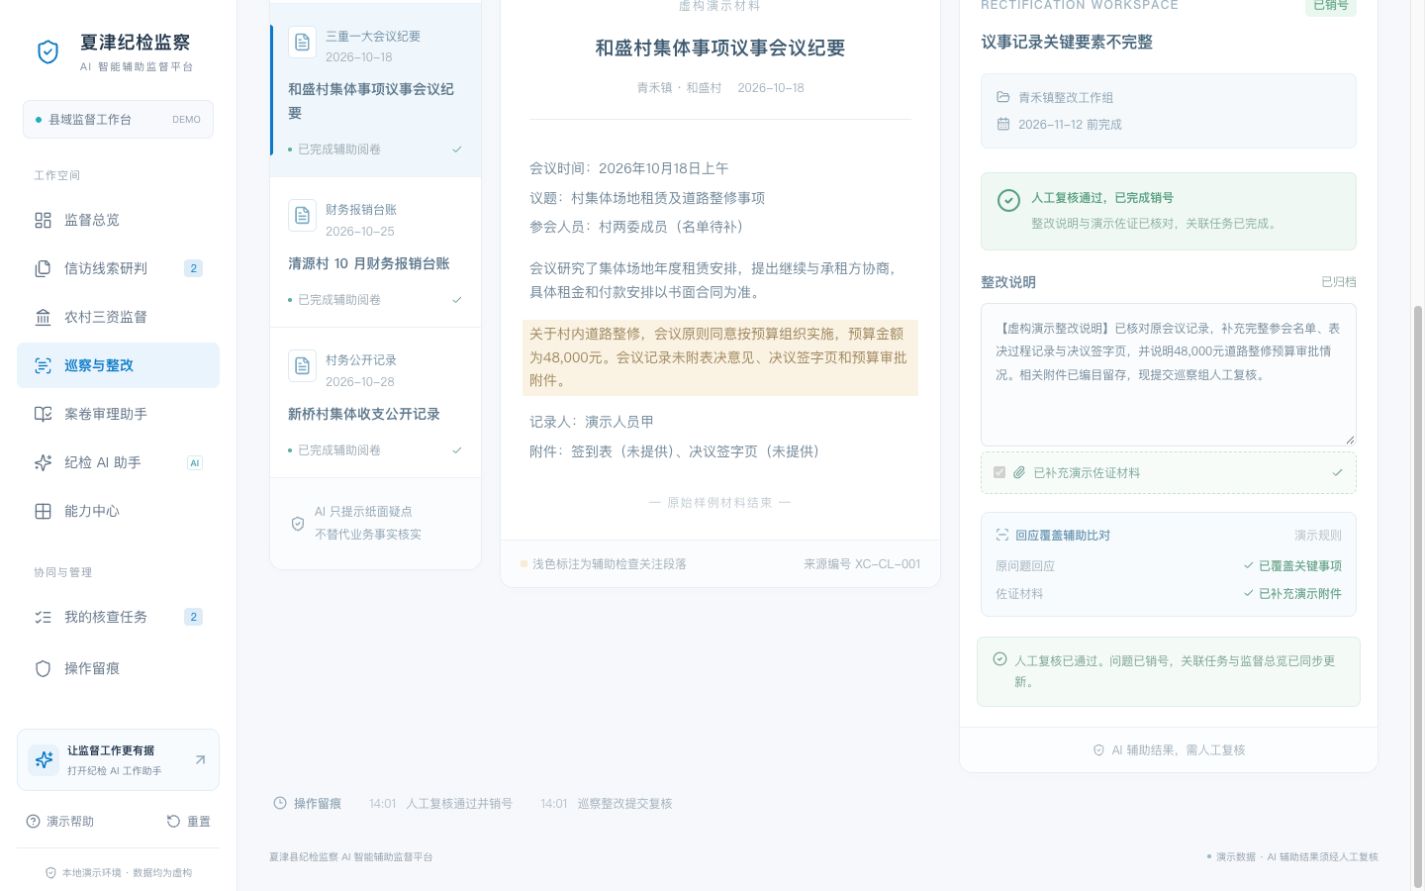 夏津纪检监察
AI 智能辅助监督平台
县域监督工作台 DEMO
工作空间
监督总览
信访线索研判 2
农村三资监督
巡察与整改
案卷审理助手
纪检 AI 助手 AI
能力中心
协同与管理
我的核查任务 2
操作留痕
让监督工作更有据
打开纪检 AI 工作助手
演示帮助 重置
本地演示环境 · 数据均为虚构
三重一大会议纪要
2026-10-18
和盛村集体事项议事会议纪
要
已完成辅助阅卷
财务报销台账
2026-10-25
清源村 10 月财务报销台账
已完成辅助阅卷
村务公开记录
2026-10-28
新桥村集体收支公开记录
已完成辅助阅卷
AI 只提示纸面疑点
不替代业务事实核实
虚构演示材料
和盛村集体事项议事会议纪要
青禾镇 · 和盛村 2026-10-18
会议时间：2026年10月18日上午
议题：村集体场地租赁及道路整修事项
参会人员：村两委成员（名单待补）
会议研究了集体场地年度租赁安排，提出继续与承租方协商，
具体租金和付款安排以书面合同为准。
关于村内道路整修，会议原则同意按预算组织实施，预算金额
为48,000元。会议记录未附表决意见、决议签字页和预算审批
附件。
记录人：演示人员甲
附件：签到表（未提供）、决议签字页（未提供）
— 原始样例材料结束 —
浅色标注为辅助检查关注段落 来源编号 XC-CL-001
RECTIFICATION WORKSPACE 已销号
议事记录关键要素不完整
青禾镇整改工作组
2026-11-12 前完成
人工复核通过，已完成销号
整改说明与演示佐证已核对，关联任务已完成。
整改说明 已归档
【虚构演示整改说明】已核对原会议记录，补充完整参会名单、表
决过程记录与决议签字页，并说明48,000元道路整修预算审批情
况。相关附件已编目留存，现提交巡察组人工复核。
已补充演示佐证材料
回应覆盖辅助比对 演示规则
原问题回应 已覆盖关键事项
佐证材料 已补充演示附件
人工复核已通过。问题已销号，关联任务与监督总览已同步更
新。
AI 辅助结果，需人工复核
操作留痕 14:01 人工复核通过并销号 14:01 巡察整改提交复核
夏津县纪检监察 AI 智能辅助监督平台 演示数据 · AI 辅助结果须经人工复核